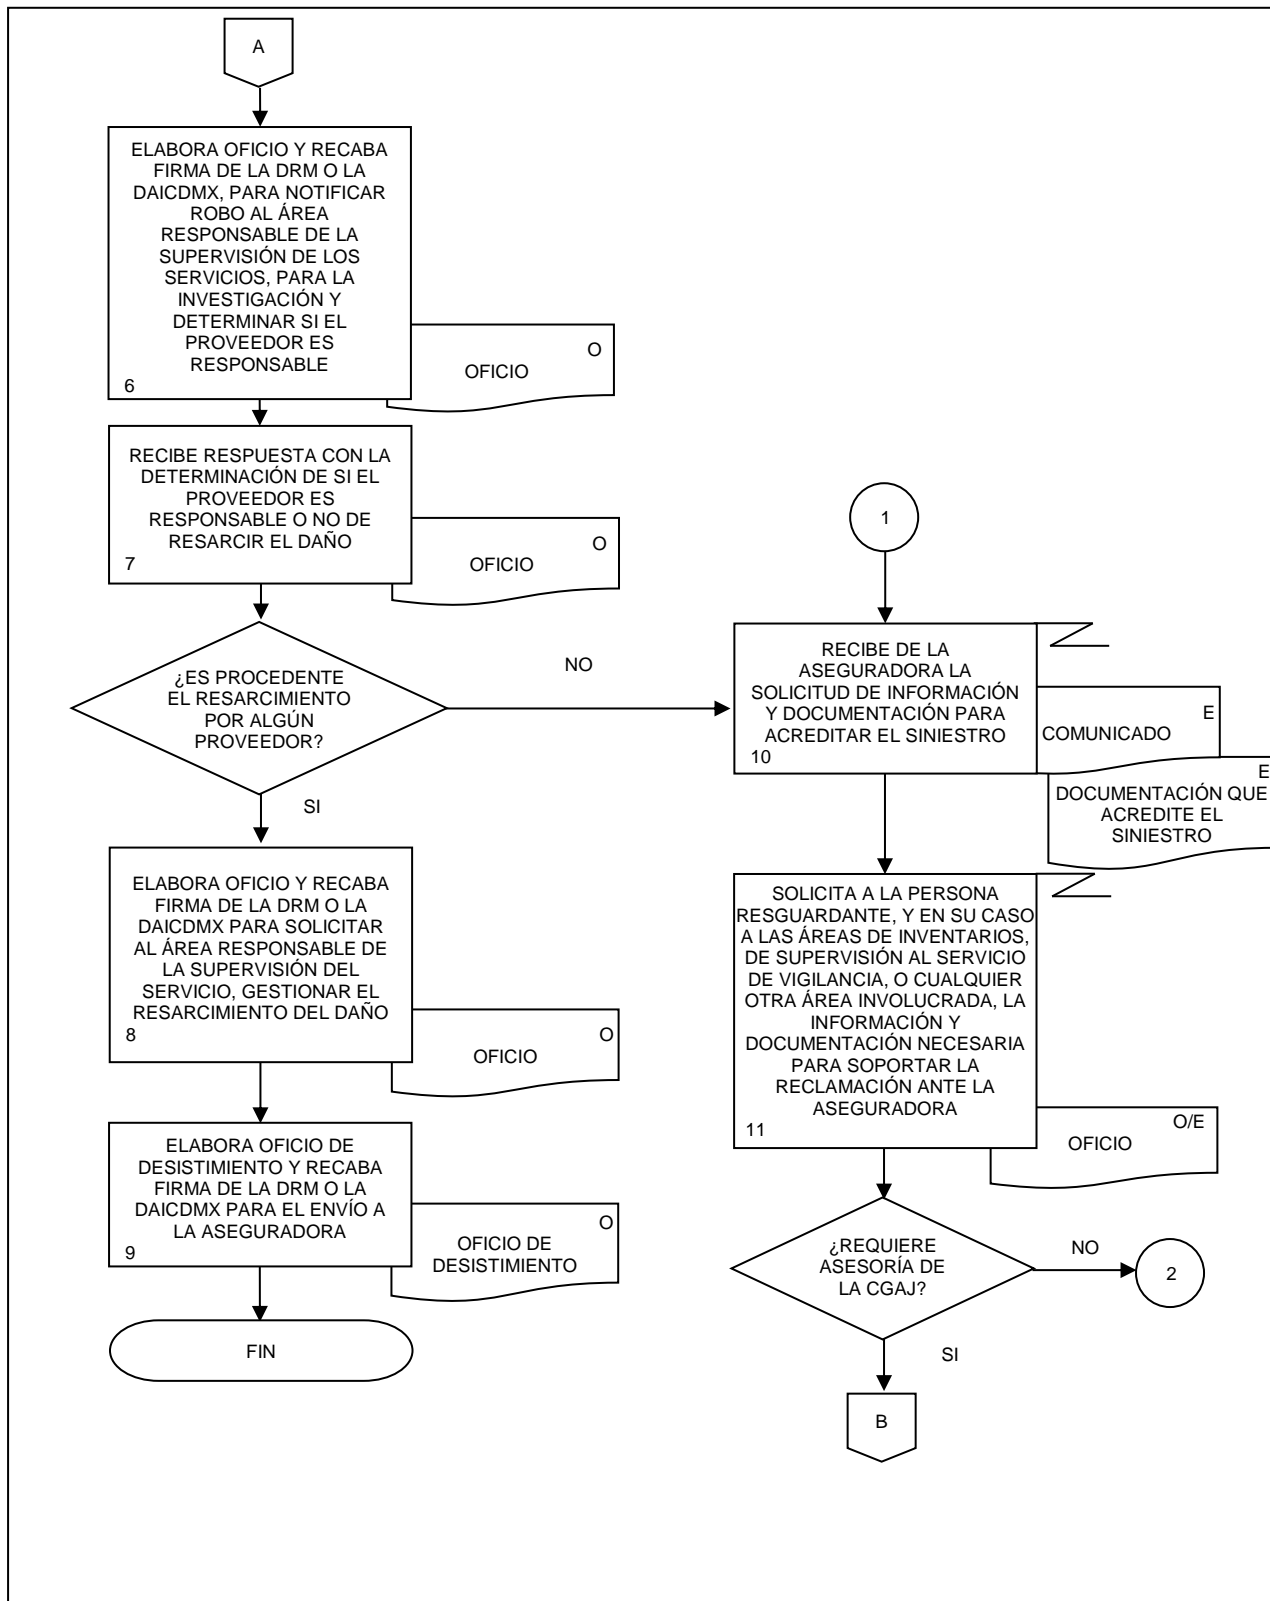 A
ELABORA OFICIO Y RECABA
FIRMA DE LA DRM O LA
DAICDMX, PARA NOTIFICAR
ROBO AL ÁREA
RESPONSABLE DE LA
SUPERVISIÓN DE LOS
SERVICIOS, PARA LA
INVESTIGACIÓN Y
DETERMINAR SI EL
PROVEEDOR ES
RESPONSABLE
6
O
OFICIO
RECIBE RESPUESTA CON LA
DETERMINACIÓN DE SI EL
PROVEEDOR ES
RESPONSABLE O NO DE
RESARCIR EL DAÑO
7
O
OFICIO
¿ES PROCEDENTE
EL RESARCIMIENTO
POR ALGÚN
PROVEEDOR?
NO
SI
ELABORA OFICIO Y RECABA
FIRMA DE LA DRM O LA
DAICDMX PARA SOLICITAR
AL ÁREA RESPONSABLE DE
LA SUPERVISIÓN DEL
SERVICIO, GESTIONAR EL
RESARCIMIENTO DEL DAÑO
8
O
OFICIO
ELABORA OFICIO DE
DESISTIMIENTO Y RECABA
FIRMA DE LA DRM O LA
DAICDMX PARA EL ENVÍO A
LA ASEGURADORA
9
O
OFICIO DE
DESISTIMIENTO
FIN
1
RECIBE DE LA
ASEGURADORA LA
SOLICITUD DE INFORMACIÓN
Y DOCUMENTACIÓN PARA
ACREDITAR EL SINIESTRO
10
E
COMUNICADO
E
DOCUMENTACIÓN QUE
ACREDITE EL
SINIESTRO
SOLICITA A LA PERSONA
RESGUARDANTE, Y EN SU CASO
A LAS ÁREAS DE INVENTARIOS,
DE SUPERVISIÓN AL SERVICIO
DE VIGILANCIA, O CUALQUIER
OTRA ÁREA INVOLUCRADA, LA
INFORMACIÓN Y
DOCUMENTACIÓN NECESARIA
PARA SOPORTAR LA
RECLAMACIÓN ANTE LA
ASEGURADORA
11
O/E
OFICIO
¿REQUIERE
ASESORÍA DE
LA CGAJ?
NO
2
SI
B